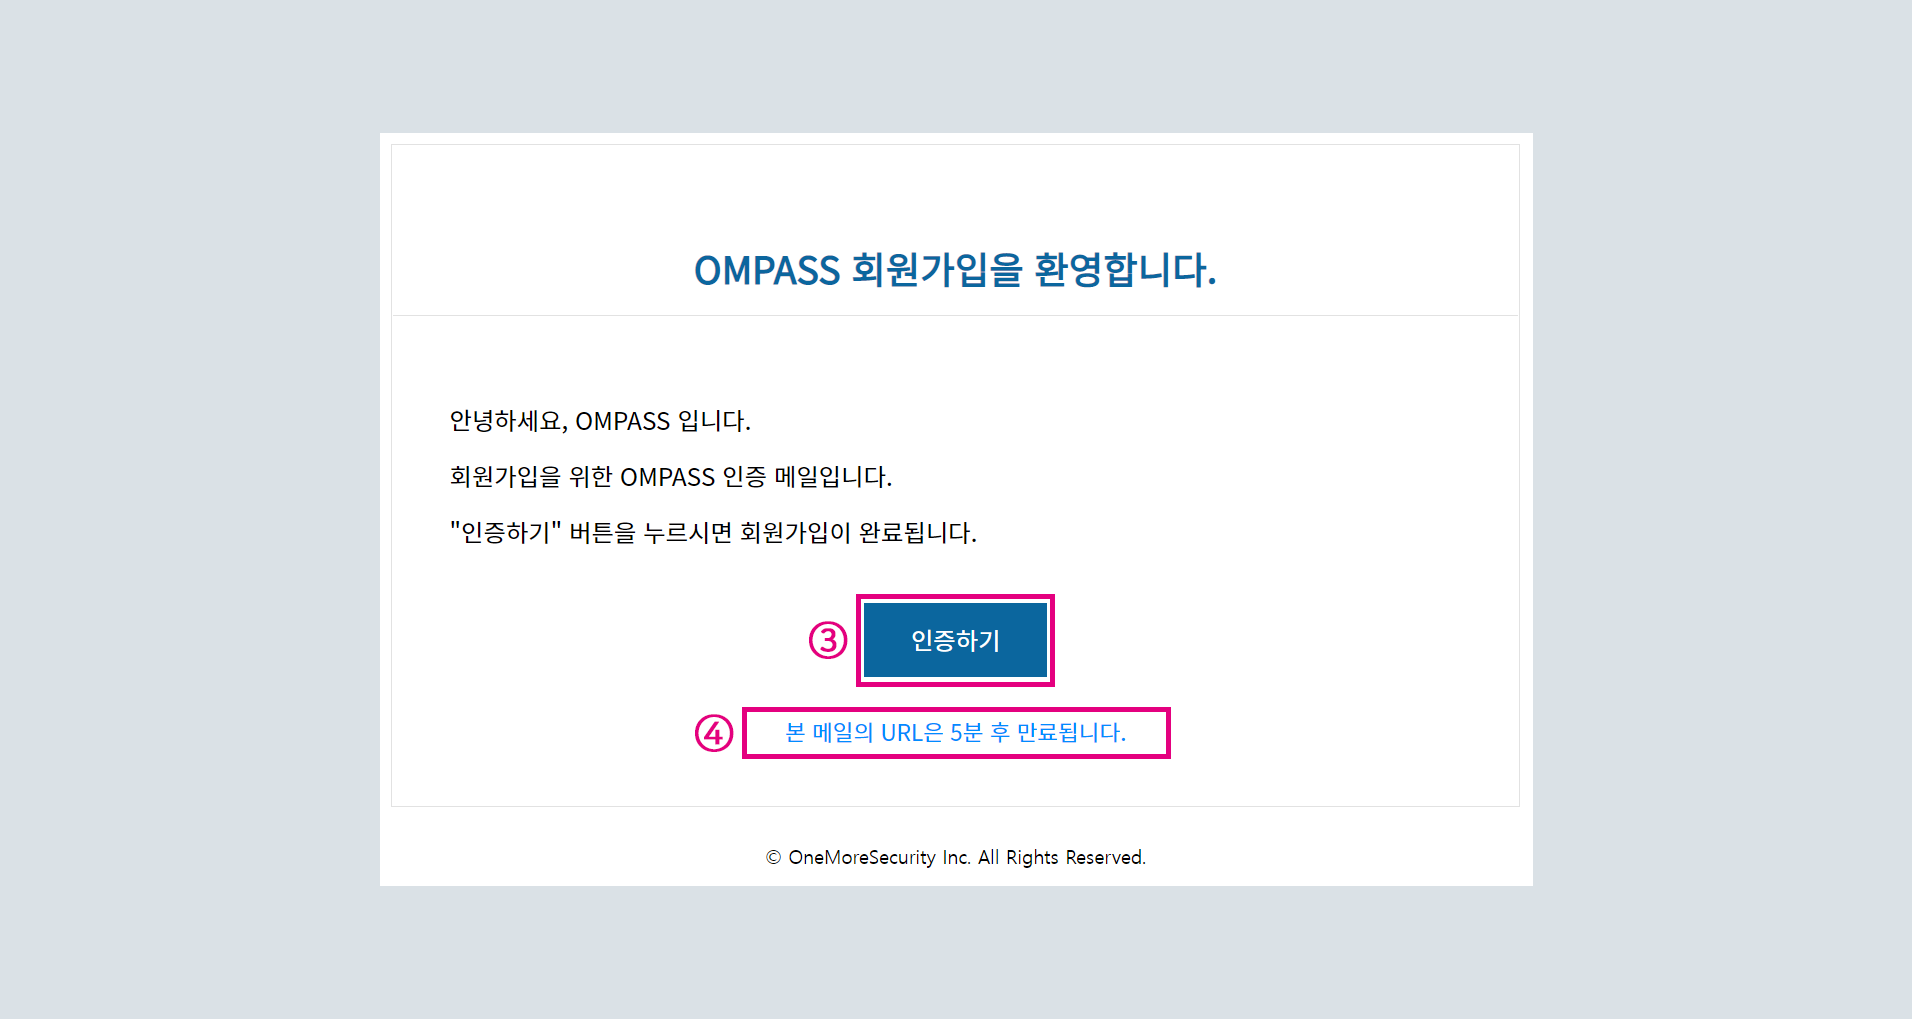 OMPASS 회원가입을 환영합니다.
안녕하세요, OMPASS 입니다.
회원가입을 위한 OMPASS 인증 메일입니다.
"인증하기" 버튼을 누르시면 회원가입이 완료됩니다.
③ 인증하기
④ 본 메일의 URL은 5분 후 만료됩니다.
© OneMoreSecurity Inc. All Rights Reserved.